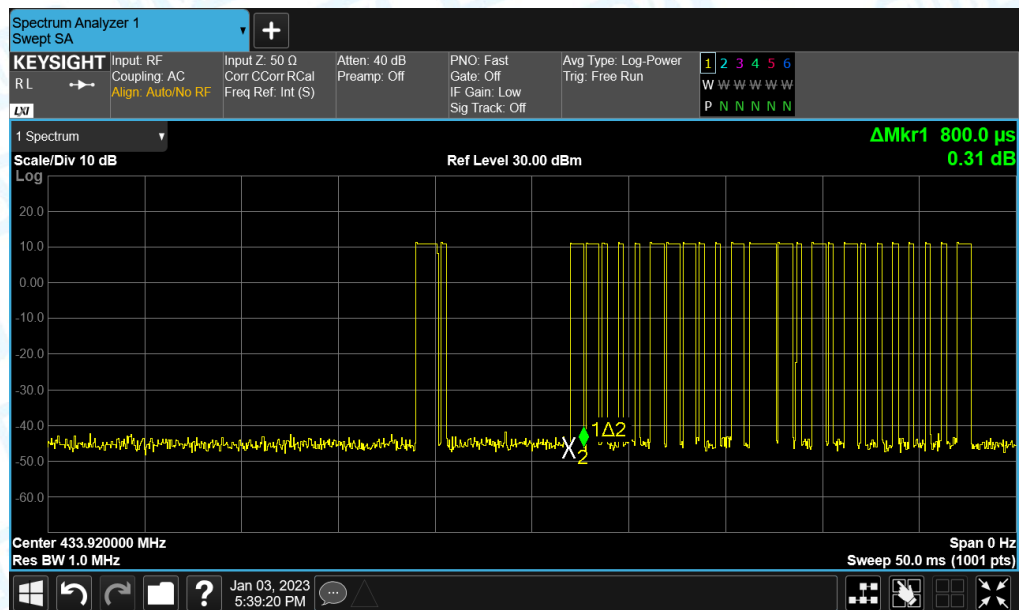 Spectrum Analyzer 1
Swept SA
KEYSIGHT
R L
LXI
Input: RF
Coupling: AC
Align: Auto/No RF
Input Z: 50 Ω
Corr CCorr RCal
Freq Ref: Int (S)
Atten: 40 dB
Preamp: Off
PNO: Fast
Gate: Off
IF Gain: Low
Sig Track: Off
Avg Type: Log-Power
Trig: Free Run
1 2 3 4 5 6
W W W W W W
P N N N N N
1 Spectrum
ΔMkr1 800.0 µs
0.31 dB
Scale/Div 10 dB
Ref Level 30.00 dBm
Log
20.0
10.0
0.00
-10.0
-20.0
-30.0
-40.0
-50.0
-60.0
1Δ2
2
Center 433.920000 MHz
Res BW 1.0 MHz
Span 0 Hz
Sweep 50.0 ms (1001 pts)
Jan 03, 2023
5:39:20 PM